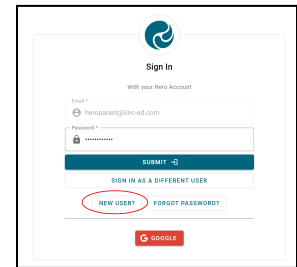 Sign In
With your Hero Account
Email *
heroparent@linc-ed.com
Password *
••••••••••••
SUBMIT
SIGN IN AS A DIFFERENT USER
NEW USER? FORGOT PASSWORD?
GOOGLE